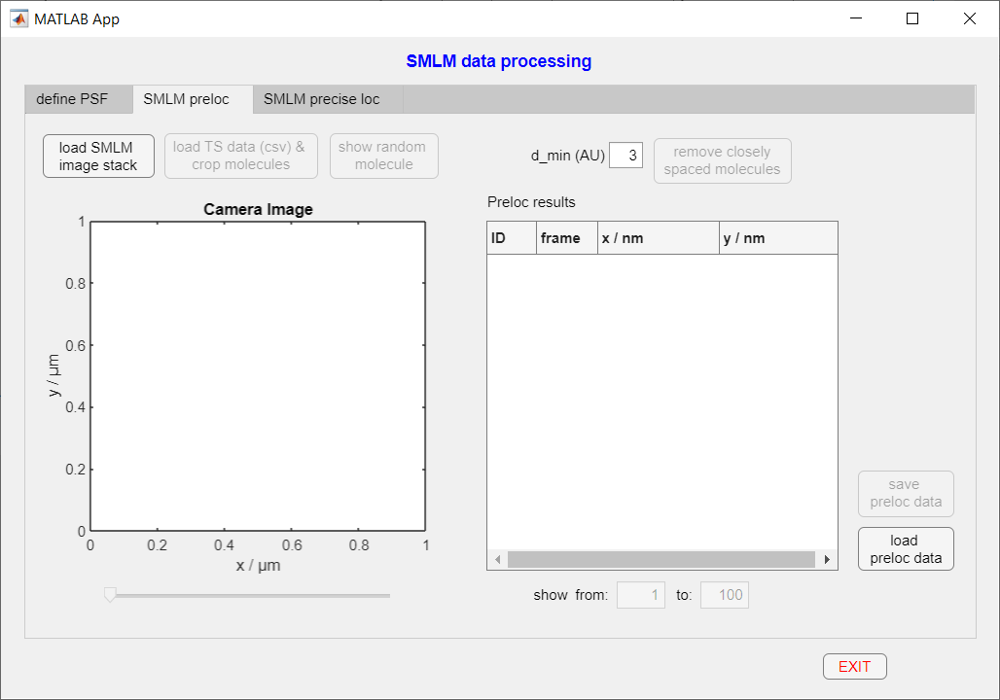 MATLAB App
SMLM data processing
define PSF
SMLM preloc
SMLM precise loc
load SMLM
image stack
load TS data (csv) &
crop molecules
show random
molecule
d_min (AU)
3
remove closely
spaced molecules
Camera Image
1
0.8
0.6
0.4
0.2
0
y / µm
0 0.2 0.4 0.6 0.8 1
x / µm
Preloc results
ID frame x / nm y / nm
show from: 1 to: 100
save
preloc data
load
preloc data
EXIT